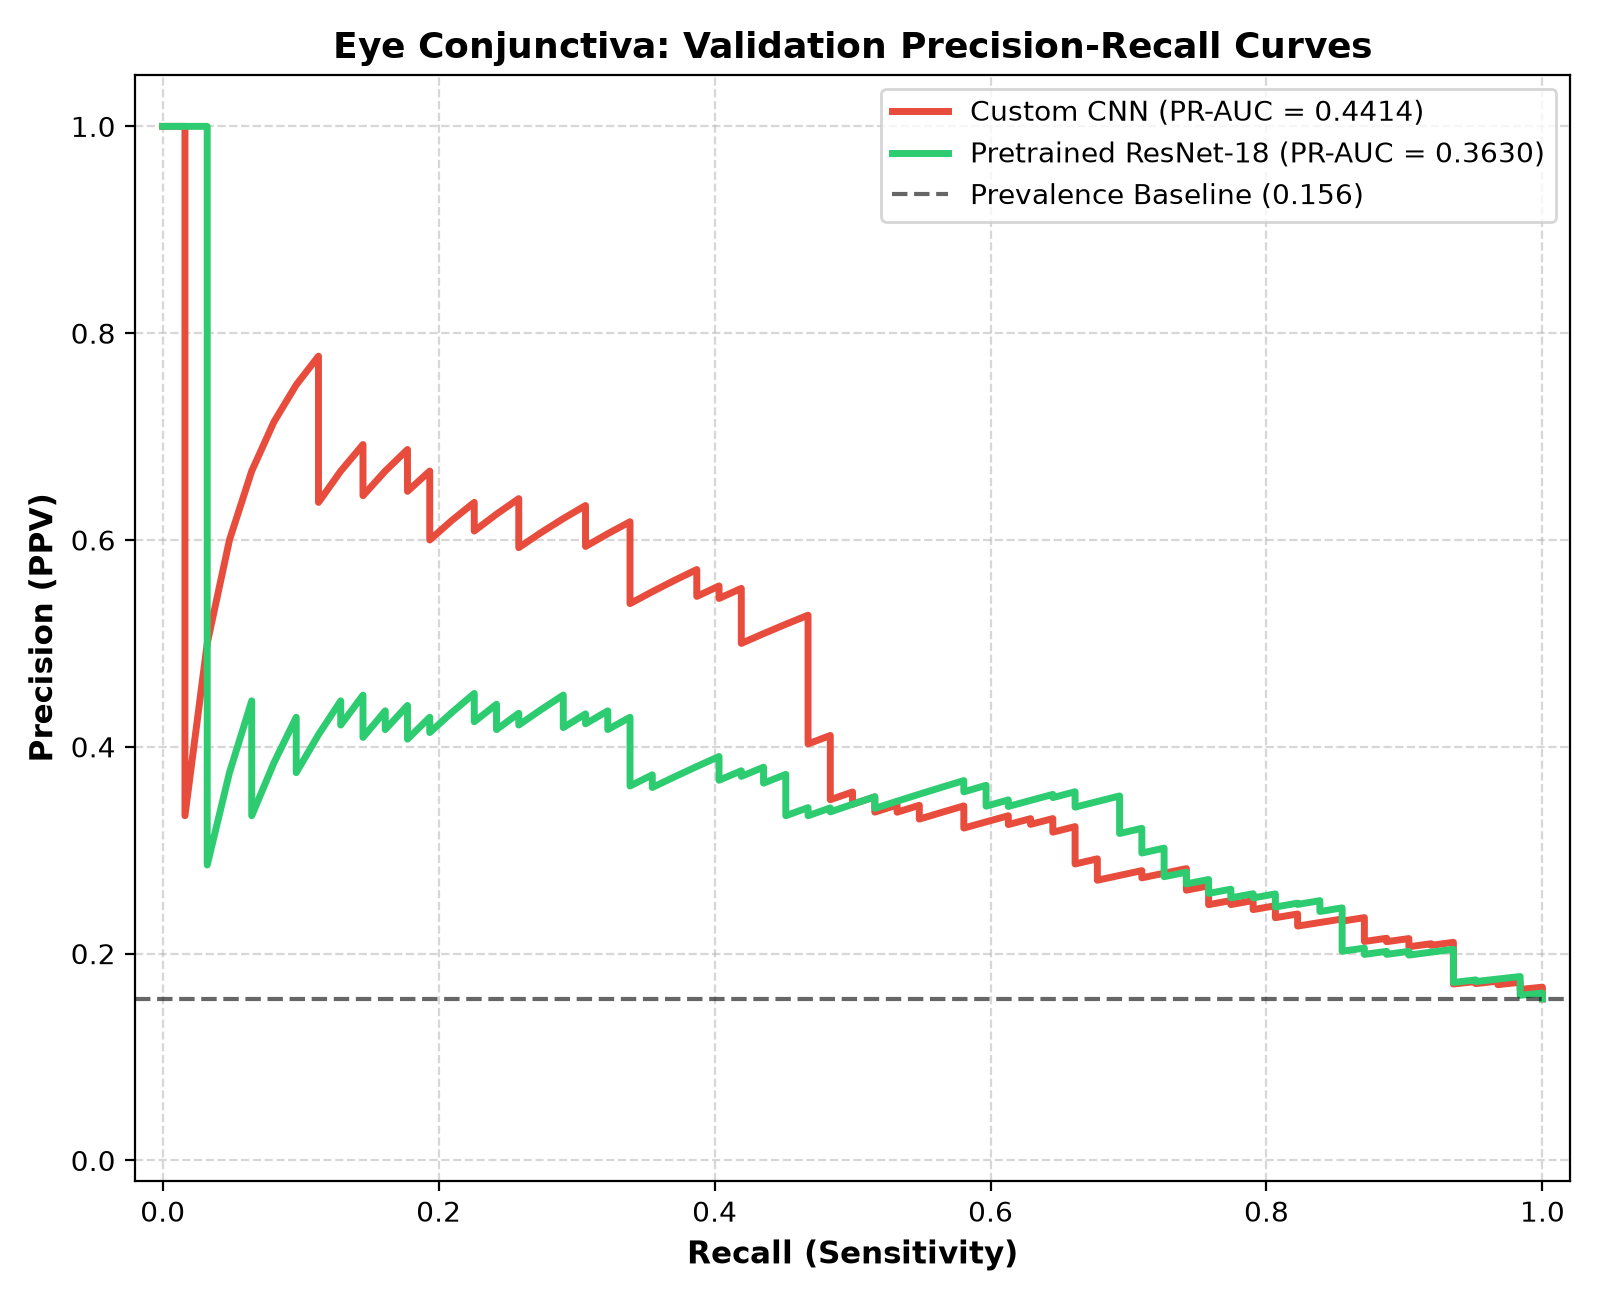 Eye Conjunctiva: Validation Precision-Recall Curves
Custom CNN (PR-AUC = 0.4414)
Pretrained ResNet-18 (PR-AUC = 0.3630)
Prevalence Baseline (0.156)
Precision (PPV)
1.0
0.8
0.6
0.4
0.2
0.0
0.0 0.2 0.4 0.6 0.8 1.0
Recall (Sensitivity)